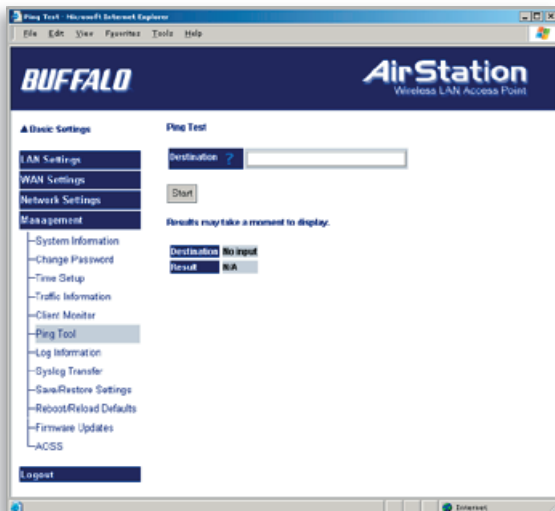 Ping Test - Microsoft Internet Explorer
File Edit View Favorites Tools Help
BUFFALO
AirStation
Wireless LAN Access Point
▲Basic Settings
LAN Settings
WAN Settings
Network Settings
Management
System Information
Change Password
Time Setup
Traffic Information
Client Monitor
Ping Tool
Log Information
Syslog Transfer
Save/Restore Settings
Reboot/Reload Defaults
Firmware Updates
AOSS
Logout
Ping Test
Destination ?
Start
Results may take a moment to display.
Destination No input
Result N/A
Internet